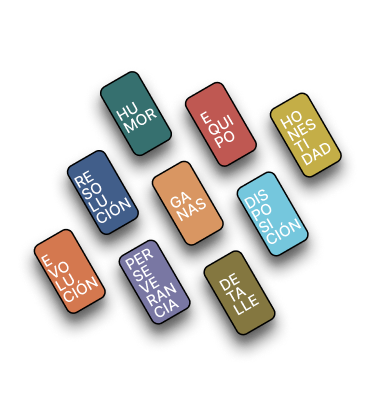 HU
MOR
E
QUI
PO
HO
NES
TI
DAD
RE
SO
LU
CIÓN
GA
NAS
DIS
PO
SI
CIÓN
E
VO
LU
CIÓN
PER
SE
VE
RAN
CIA
DE
TA
LLE